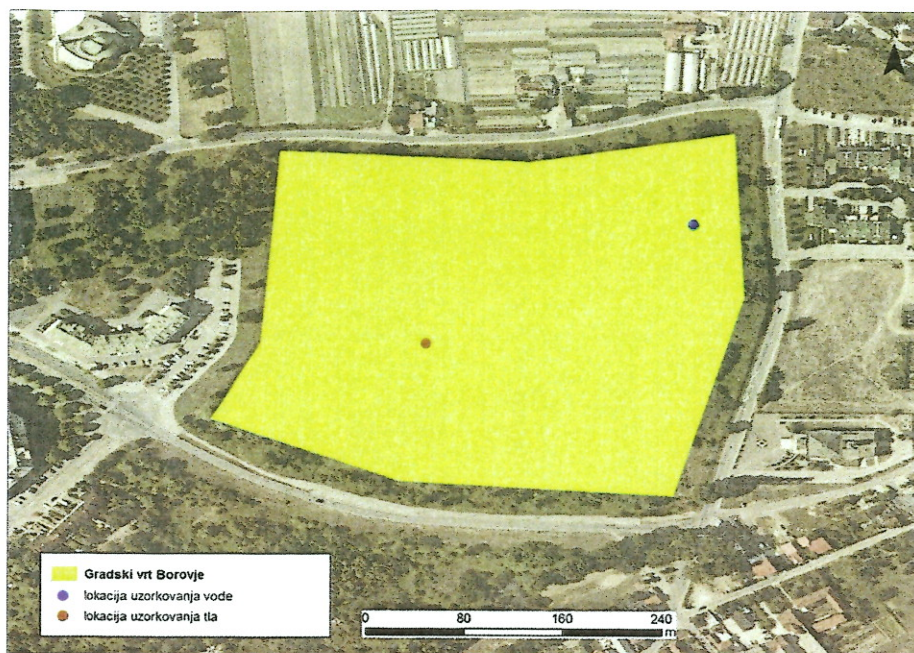 Gradski vrt Borovje
lokacija uzorkovanja vode
lokacija uzorkovanja tla
0 80 160 240
m